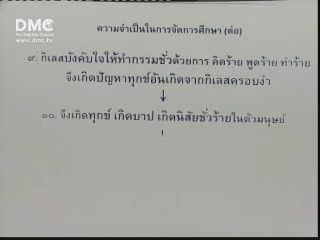 DMC
www.dmc.tv
ความจำเป็นในการจัดการศึกษา (ต่อ)
๙. กิเลสบังคับใจให้ทำกรรมชั่วด้วยการ คิดร้าย พูดร้าย ทำร้าย
จึงเกิดปัญหาทุกข์อันเกิดจากกิเลสครอบงำ
๑๐. จึงเกิดทุกข์ เกิดบาป เกิดนิสัยชั่วร้ายในตัวมนุษย์